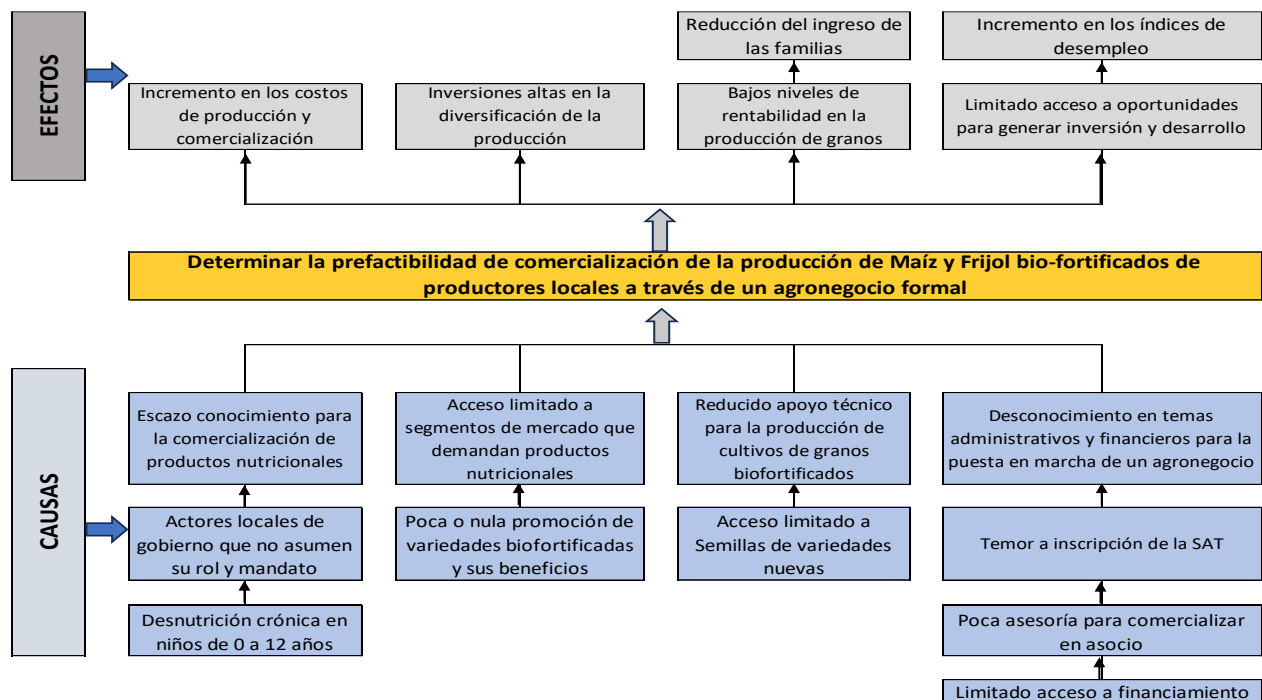 EFECTOS
Reducción del ingreso de
las familias
Incremento en los índices de
desempleo
Incremento en los costos
de producción y
comercialización
Inversiones altas en la
diversificación de la
producción
Bajos niveles de
rentabilidad en la
producción de granos
Limitado acceso a oportunidades
para generar inversión y desarrollo
Determinar la prefactibilidad de comercialización de la producción de Maíz y Frijol bio-fortificados de
productores locales a través de un agronegocio formal
CAUSAS
Escazo conocimiento para
la comercialización de
productos nutricionales
Acceso limitado a
segmentos de mercado que
demandan productos
nutricionales
Reducido apoyo técnico
para la producción de
cultivos de granos
biofortificados
Desconocimiento en temas
administrativos y financieros para la
puesta en marcha de un agronegocio
Actores locales de
gobierno que no asumen
su rol y mandato
Poca o nula promoción de
variedades biofortificadas
y sus beneficios
Acceso limitado a
Semillas de variedades
nuevas
Temor a inscripción de la SAT
Desnutrición crónica en
niños de 0 a 12 años
Poca asesoría para comercializar
en asocio
Limitado acceso a financiamiento